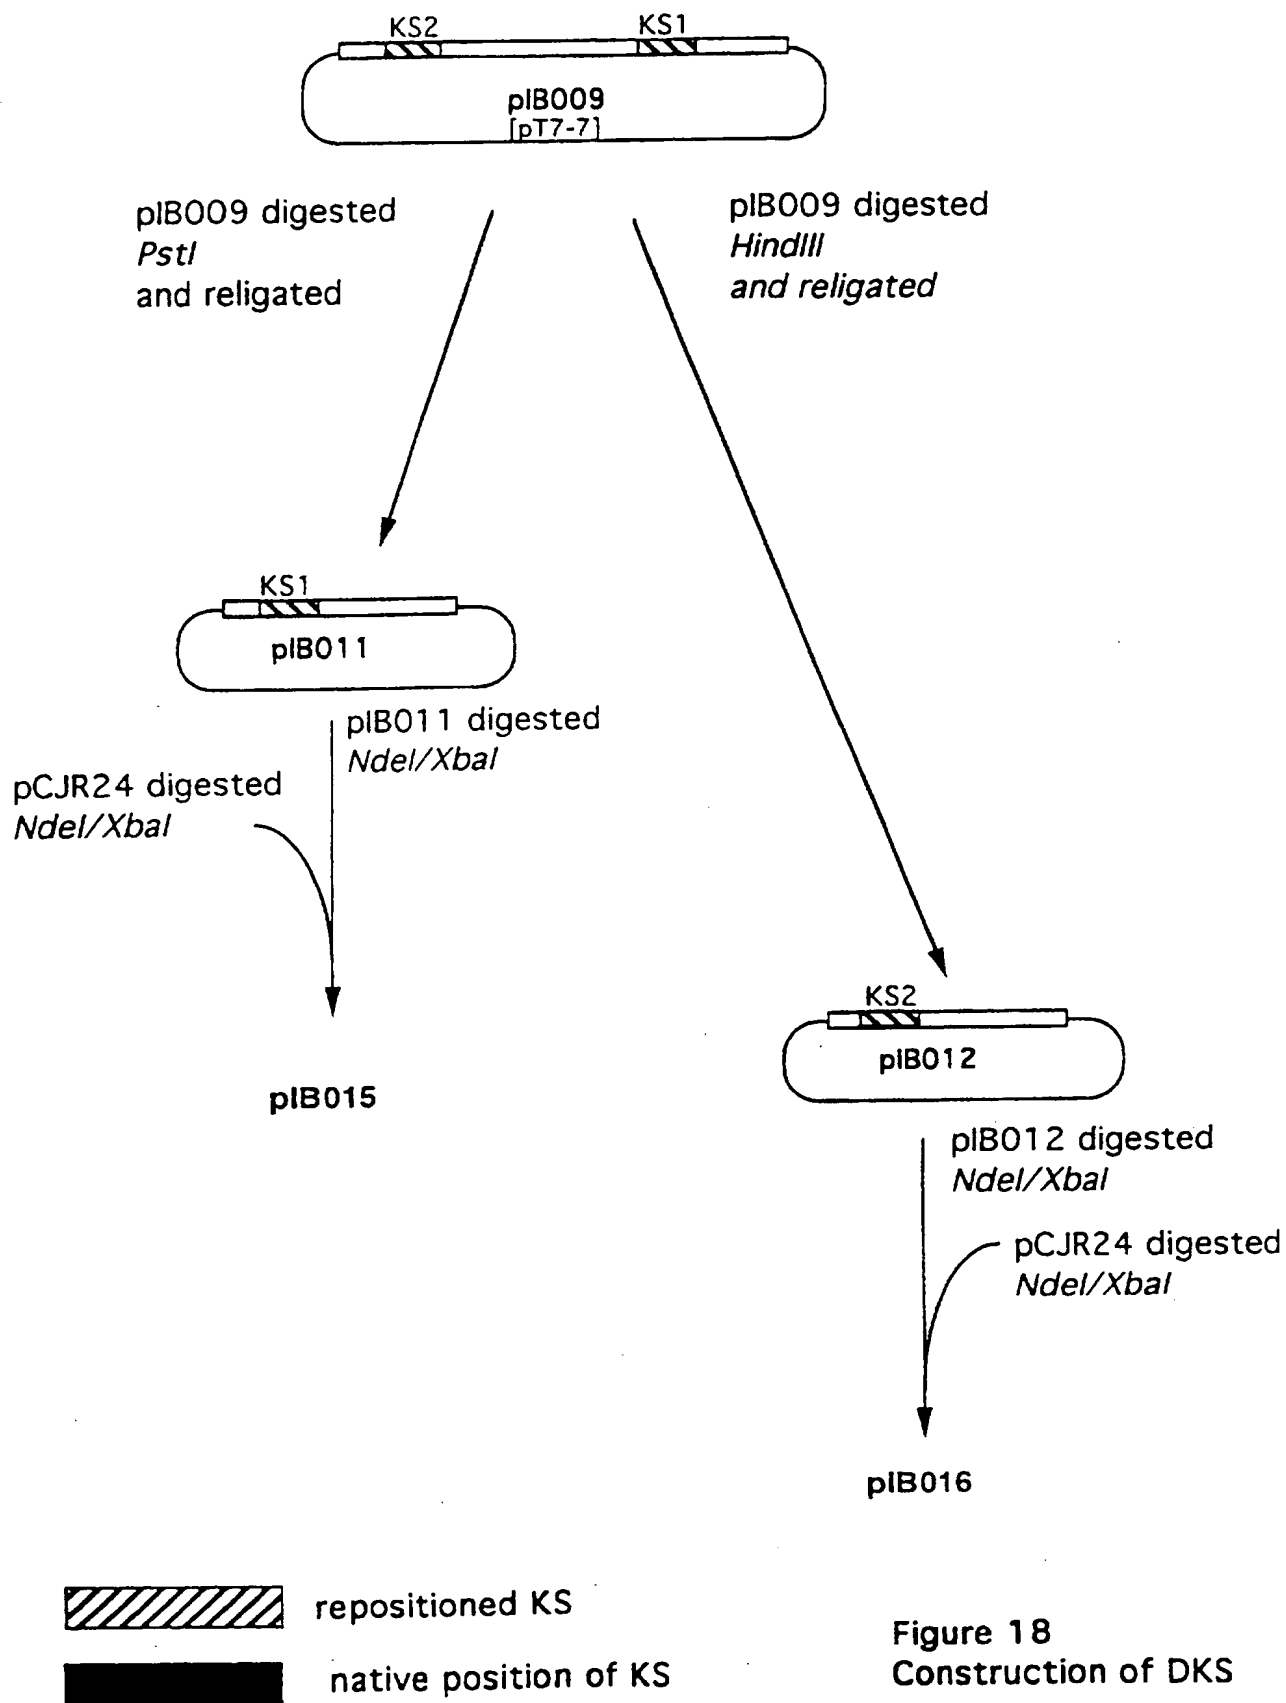 KS2 KS1
pIB009
[pT7-7]
pIB009 digested
PstI
and religated
pIB009 digested
HindIII
and religated
KS1
pIB011
pIB011 digested
NdeI/XbaI
pCJR24 digested
NdeI/XbaI
pIB015
KS2
pIB012
pIB012 digested
NdeI/XbaI
pCJR24 digested
NdeI/XbaI
pIB016
repositioned KS
native position of KS
Figure 18
Construction of DKS